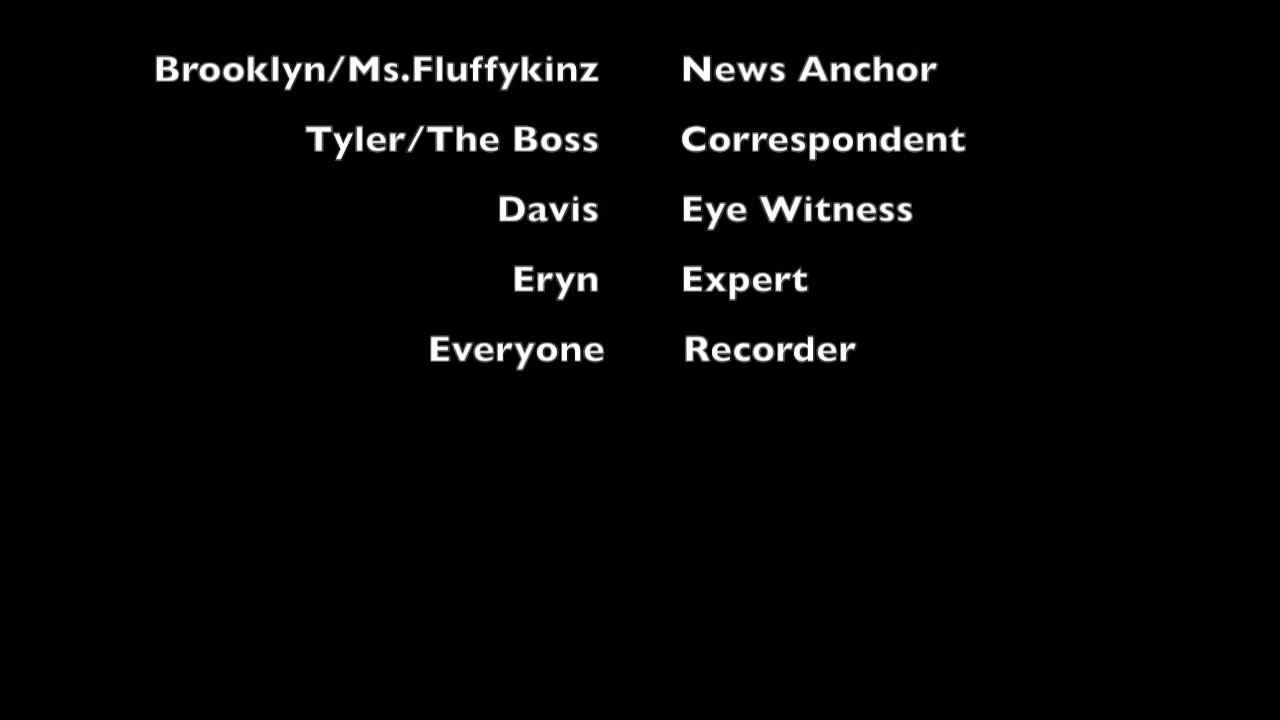 Brooklyn/Ms.Fluffykinz News Anchor
Tyler/The Boss Correspondent
Davis Eye Witness
Eryn Expert
Everyone Recorder